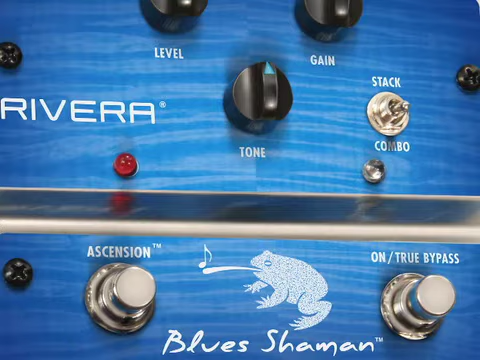 LEVEL
GAIN
STACK
RIVERA®
COMBO
TONE
ASCENSION™
ON/TRUE BYPASS
Blues Shaman™